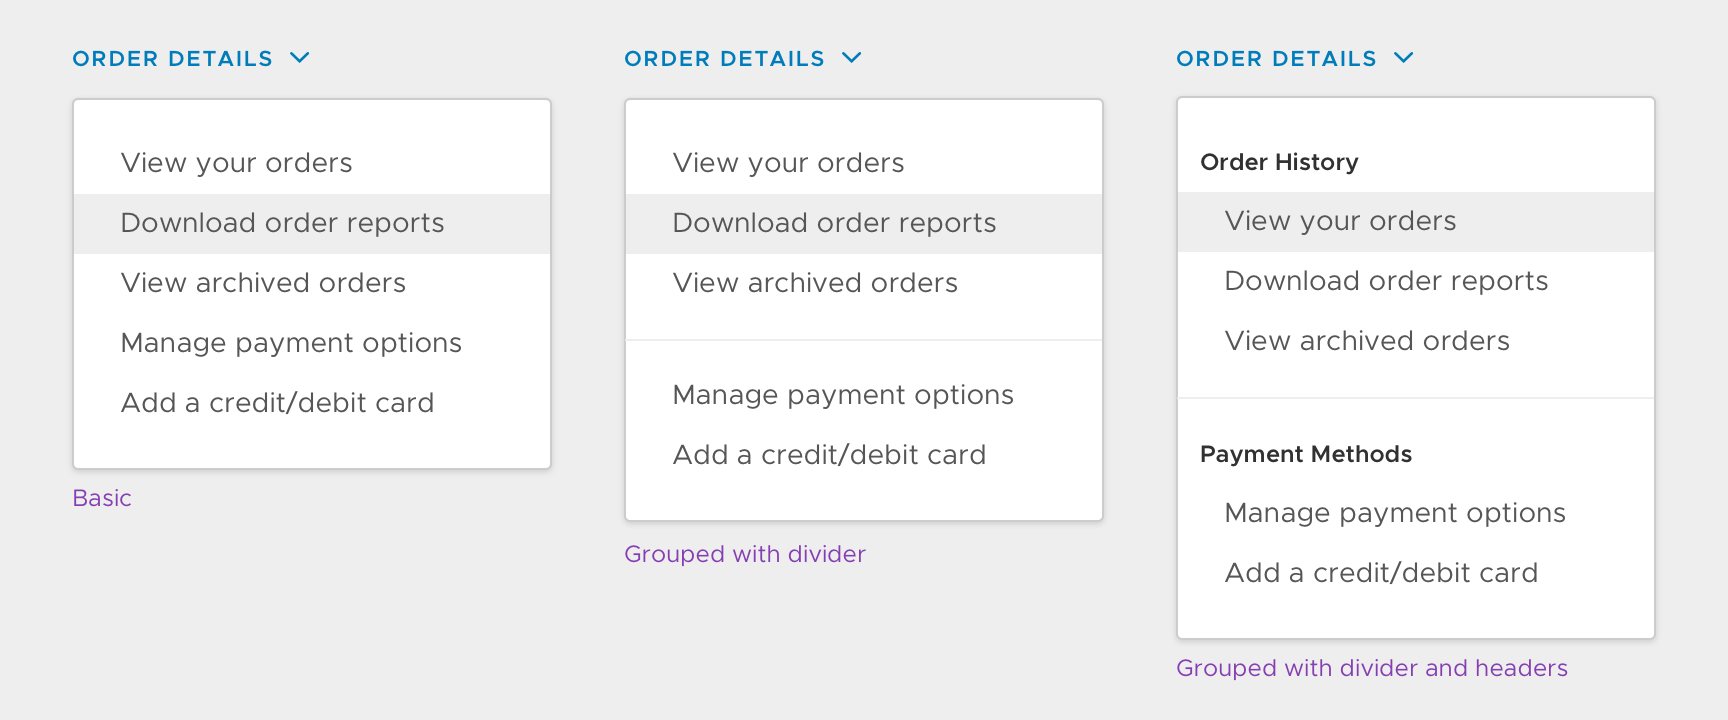 ORDER DETAILS
View your orders
Download order reports
View archived orders
Manage payment options
Add a credit/debit card
Basic
ORDER DETAILS
View your orders
Download order reports
View archived orders
Manage payment options
Add a credit/debit card
Grouped with divider
ORDER DETAILS
Order History
View your orders
Download order reports
View archived orders
Payment Methods
Manage payment options
Add a credit/debit card
Grouped with divider and headers